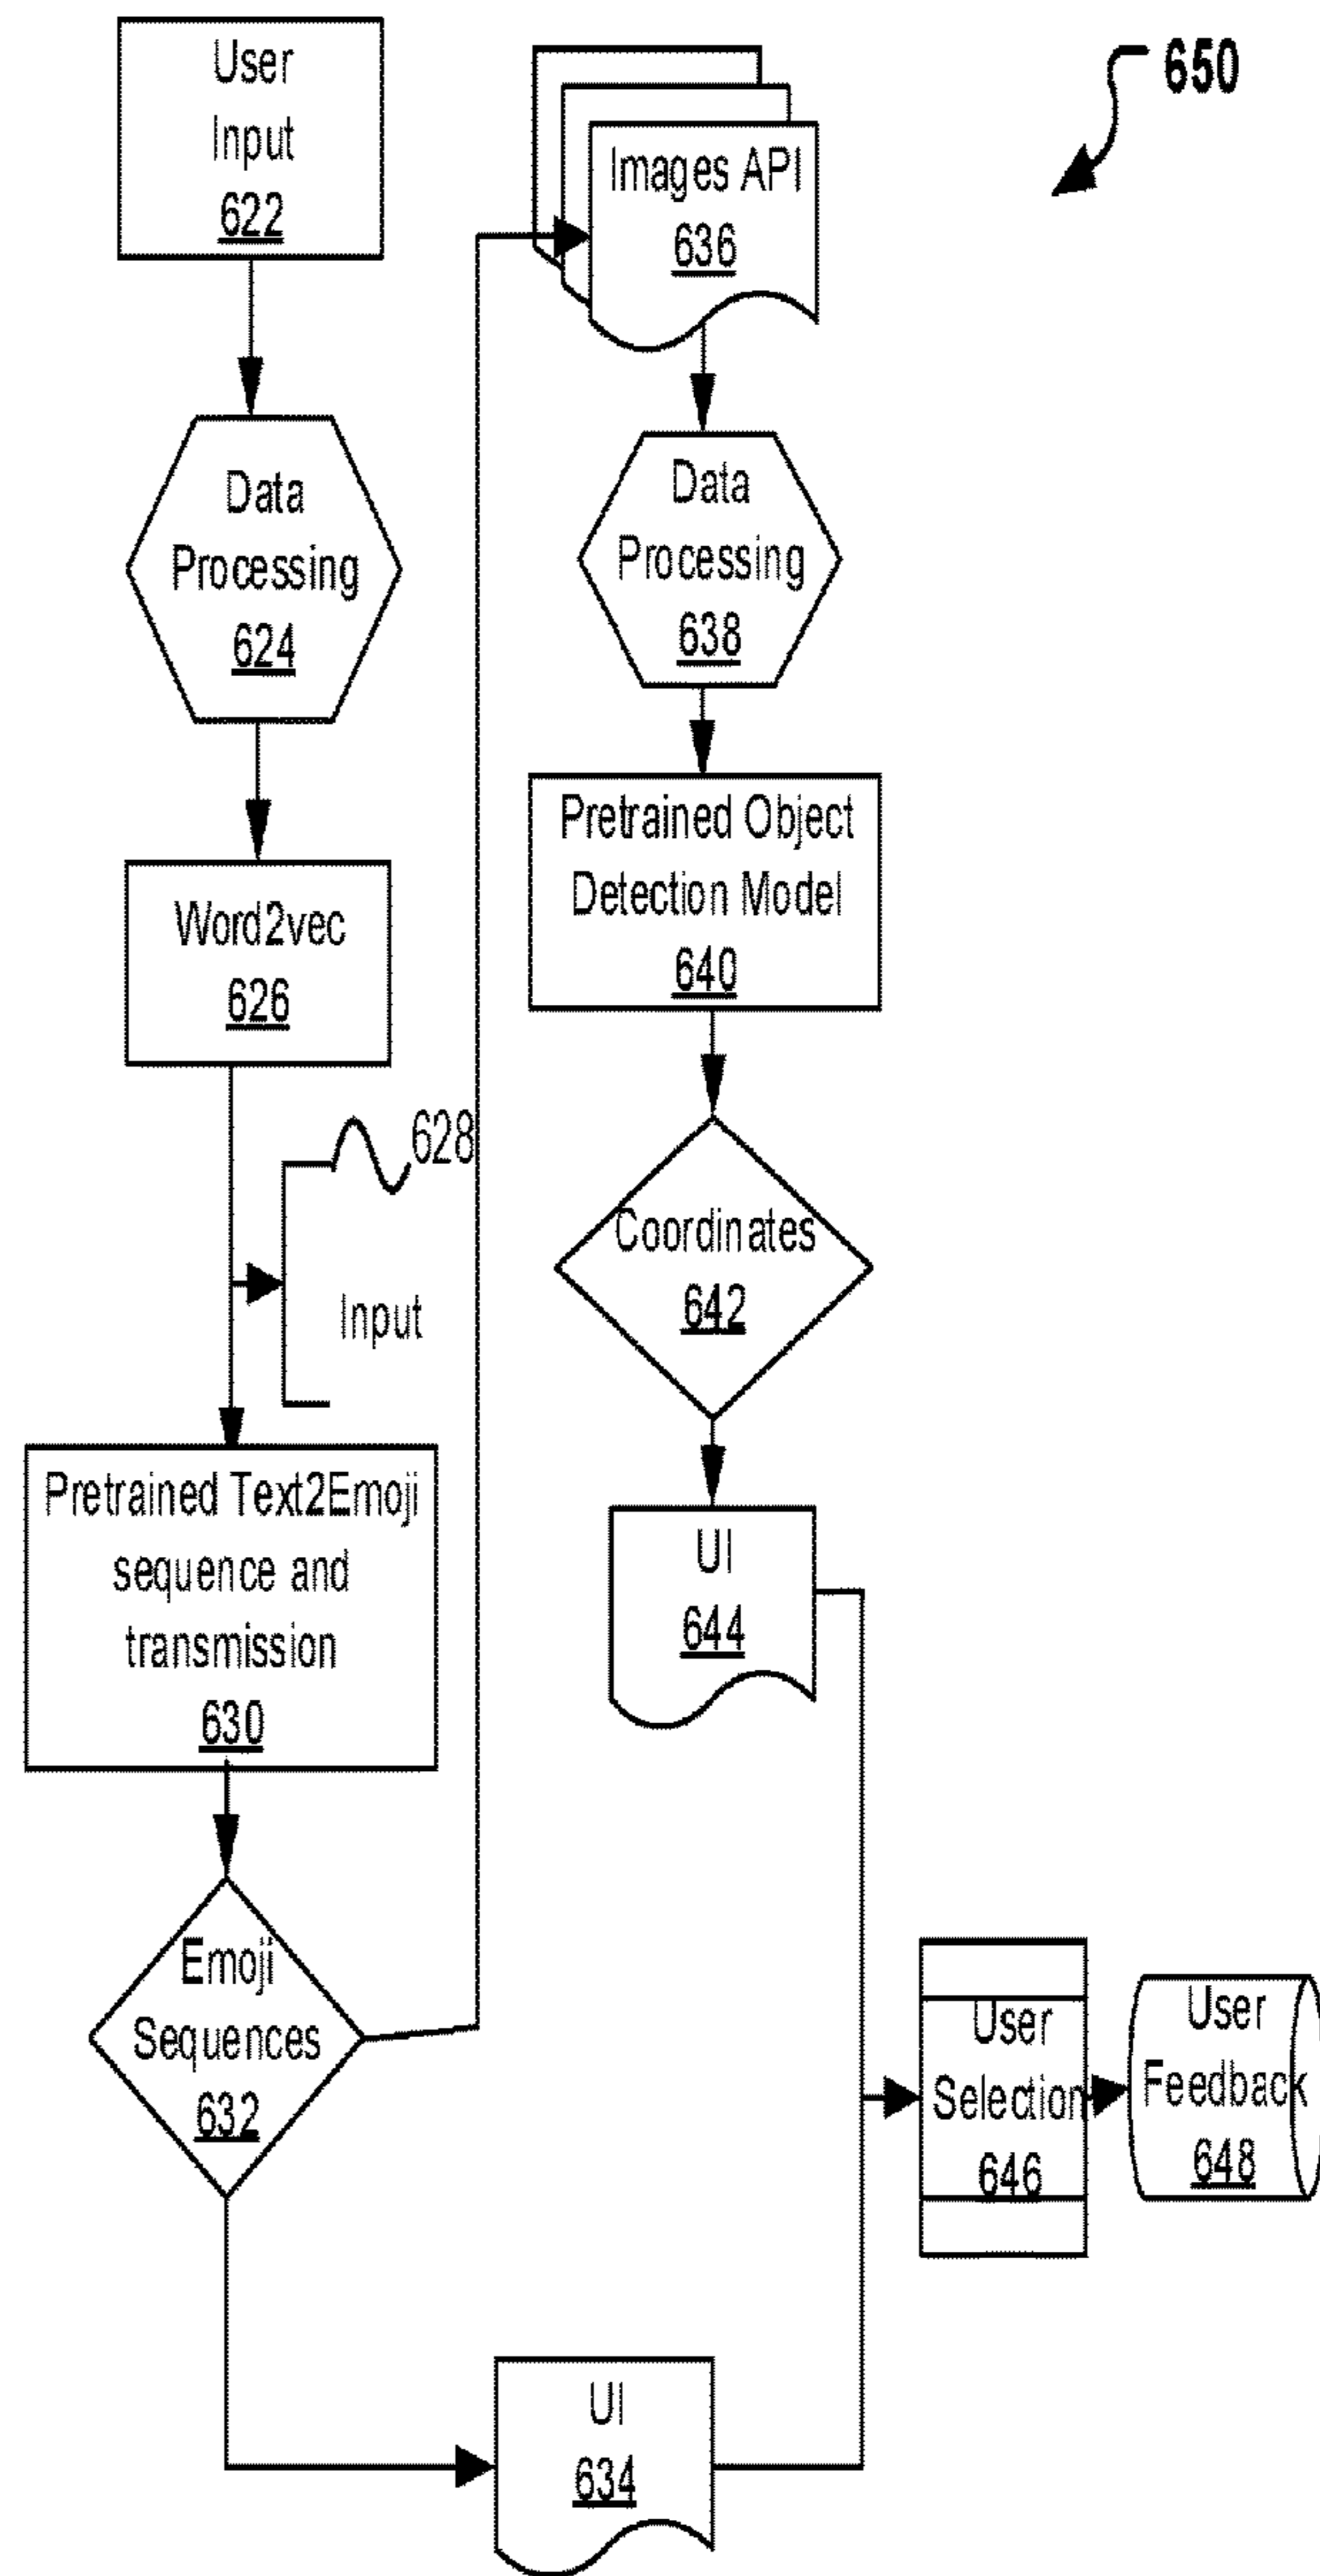 650
User
Input
622
Data
Processing
624
Word2vec
626
628
Input
Pretrained Text2Emoji
sequence and
transmission
630
Emoji
Sequences
632
UI
634
Images API
636
Data
Processing
638
Pretrained Object
Detection Model
640
Coordinates
642
UI
644
User
Selection
646
User
Feedback
648